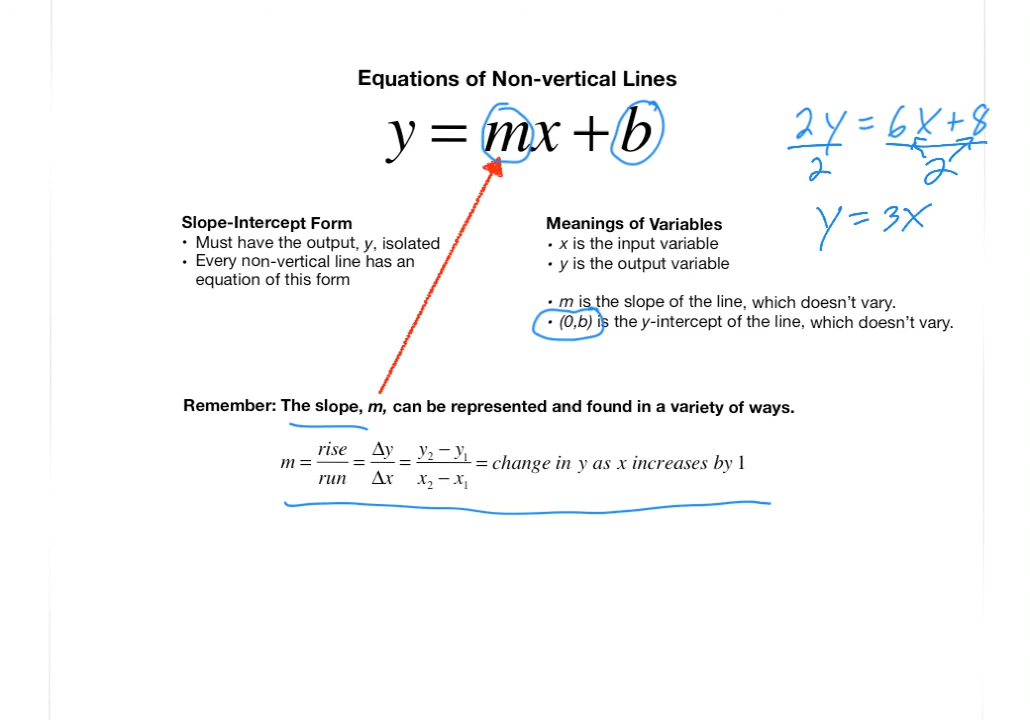 Equations of Non-vertical Lines
y = mx + b
2y = 6x + 8
2 2
y = 3x
Slope-Intercept Form
• Must have the output, y, isolated
• Every non-vertical line has an
equation of this form
Meanings of Variables
• x is the input variable
• y is the output variable
• m is the slope of the line, which doesn't vary.
• (0,b) is the y-intercept of the line, which doesn't vary.
Remember: The slope, m, can be represented and found in a variety of ways.
m = rise/run = Δy/Δx = y₂ − y₁/x₂ − x₁ = change in y as x increases by 1